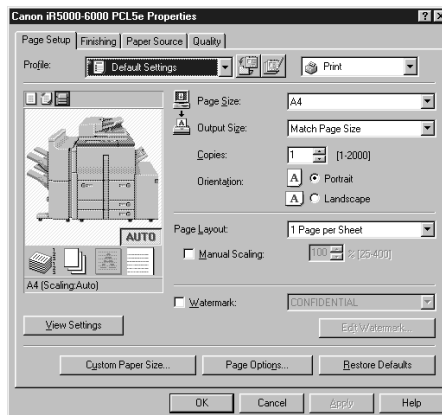 Canon iR5000-6000 PCL5e Properties
Page Setup Finishing Paper Source Quality
Profile: Default Settings Print
Page Size: A4
Output Size: Match Page Size
Copies: 1 [1-2000]
Orientation: A Portrait
A Landscape
AUTO
Page Layout: 1 Page per Sheet
Manual Scaling: 100 % [25-400]
A4 (Scaling:Auto)
Watermark: CONFIDENTIAL
View Settings Edit Watermark...
Custom Paper Size... Page Options... Restore Defaults
OK Cancel Apply Help